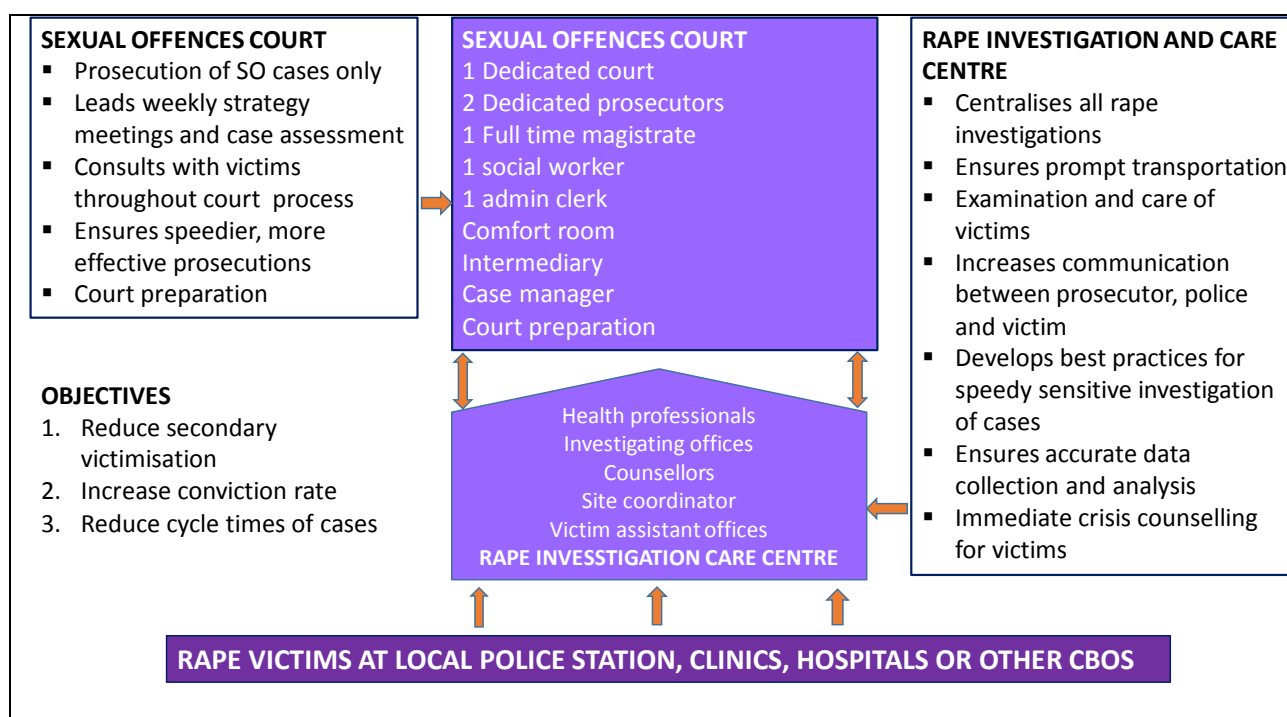 SEXUAL OFFENCES COURT
▪ Prosecution of SO cases only
▪ Leads weekly strategy
meetings and case assessment
▪ Consults with victims
throughout court process
▪ Ensures speedier, more
effective prosecutions
▪ Court preparation
OBJECTIVES
1. Reduce secondary
victimisation
2. Increase conviction rate
3. Reduce cycle times of cases
SEXUAL OFFENCES COURT
1 Dedicated court
2 Dedicated prosecutors
1 Full time magistrate
1 social worker
1 admin clerk
Comfort room
Intermediary
Case manager
Court preparation
Health professionals
Investigating offices
Counsellors
Site coordinator
Victim assistant offices
RAPE INVESSTIGATION CARE CENTRE
RAPE INVESTIGATION AND CARE
CENTRE
▪ Centralises all rape
investigations
▪ Ensures prompt transportation
▪ Examination and care of
victims
▪ Increases communication
between prosecutor, police
and victim
▪ Develops best practices for
speedy sensitive investigation
of cases
▪ Ensures accurate data
collection and analysis
▪ Immediate crisis counselling
for victims
RAPE VICTIMS AT LOCAL POLICE STATION, CLINICS, HOSPITALS OR OTHER CBOS